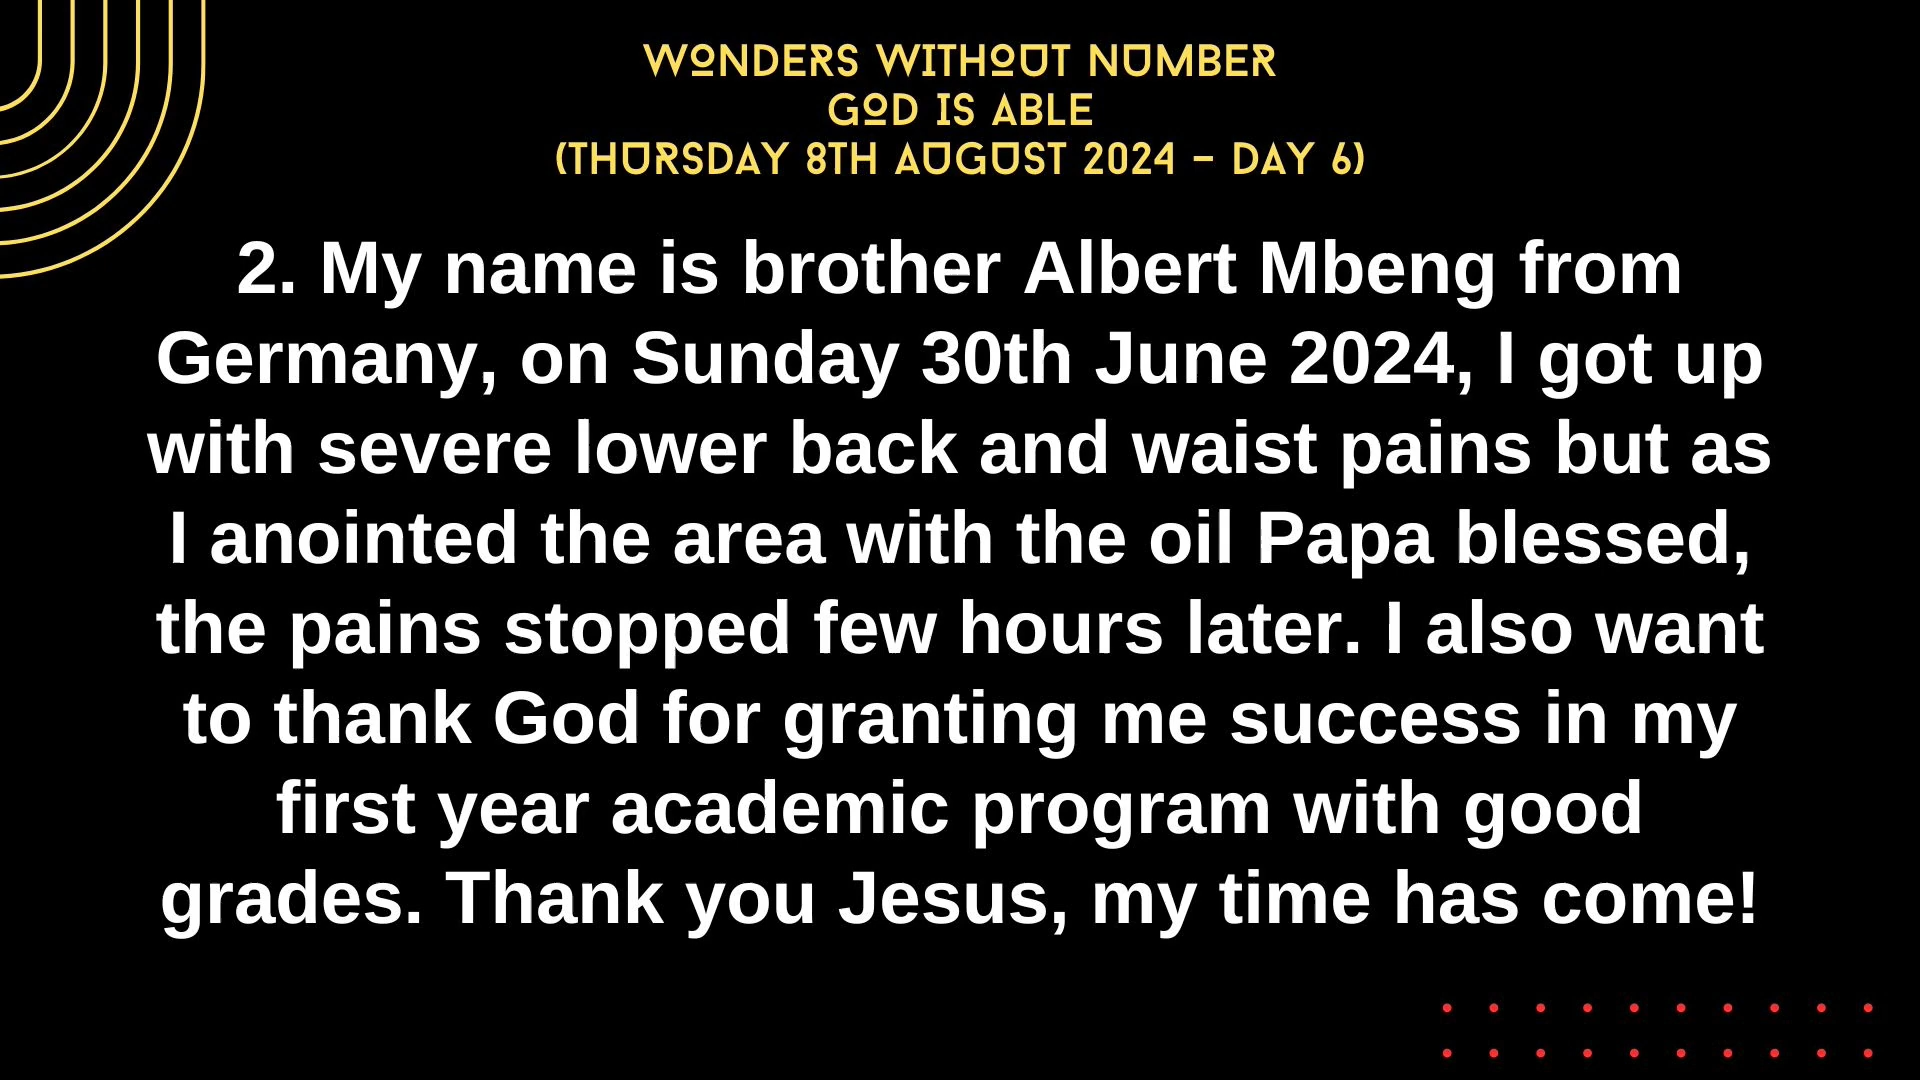 WONDERS WITHOUT NUMBER
GOD IS ABLE
(THURSDAY 8TH AUGUST 2024 – DAY 6)
2. My name is brother Albert Mbeng from
Germany, on Sunday 30th June 2024, I got up
with severe lower back and waist pains but as
I anointed the area with the oil Papa blessed,
the pains stopped few hours later. I also want
to thank God for granting me success in my
first year academic program with good
grades. Thank you Jesus, my time has come!